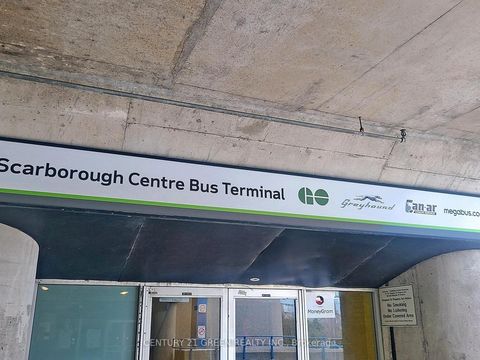 Scarborough Centre Bus Terminal GO Greyhound Can-ar megabus.co
MoneyGram
No Smoking
No Loitering
Under Covered
Area
CENTURY 21 GREEN REALTY INC., Brokerage